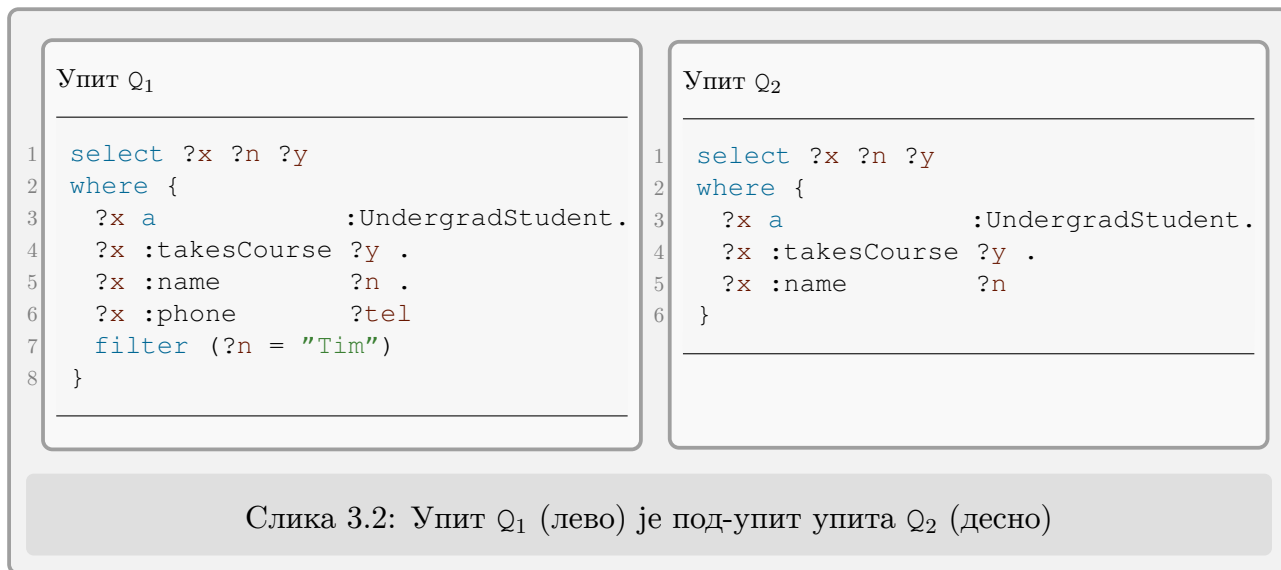 Упит Q₁
1 select ?x ?n ?y
2 where {
3 ?x a :UndergradStudent.
4 ?x :takesCourse ?y .
5 ?x :name ?n .
6 ?x :phone ?tel
7 filter (?n = "Tim")
8 }
Упит Q₂
1 select ?x ?n ?y
2 where {
3 ?x a :UndergradStudent.
4 ?x :takesCourse ?y .
5 ?x :name ?n
6 }
Слика 3.2: Упит Q₁ (лево) је под-упит упита Q₂ (десно)